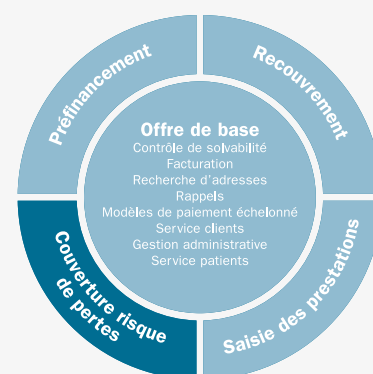 Préfinancement
Recouvrement
Offre de base
Contrôle de solvabilité
Facturation
Recherche d'adresses
Rappels
Modèles de paiement échelonné
Service clients
Gestion administrative
Service patients
Couverture risque
de pertes
Saisie des prestations